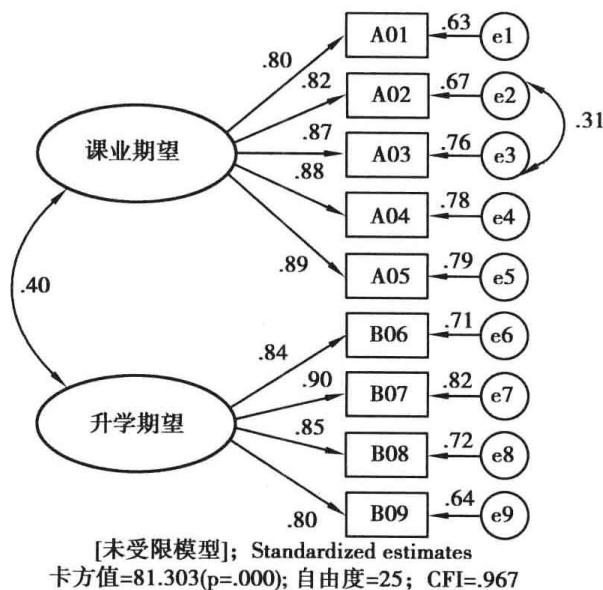 A01
.63
e1
.80
A02
.67
e2
.82
.31
课业期望
.87
A03
.76
e3
.88
A04
.78
e4
.89
A05
.79
e5
.40
B06
.71
e6
.84
.90
B07
.82
e7
升学期望
.85
B08
.72
e8
.80
B09
.64
e9
[未受限模型]；Standardized estimates
卡方值=81.303(p=.000); 自由度=25；CFI=.967